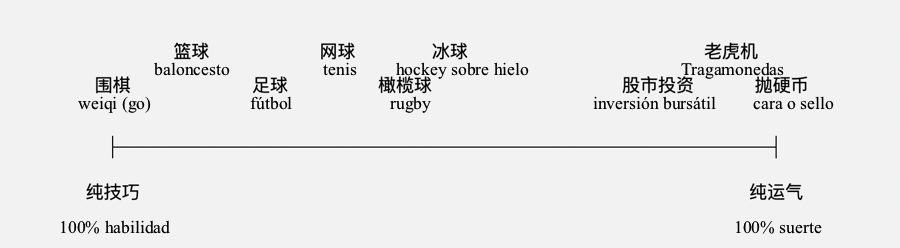 篮球
baloncesto
网球
tenis
冰球
hockey sobre hielo
老虎机
Tragamonedas
围棋
weiqi (go)
足球
fútbol
橄榄球
rugby
股市投资
inversión bursátil
抛硬币
cara o sello
纯技巧
100% habilidad
纯运气
100% suerte